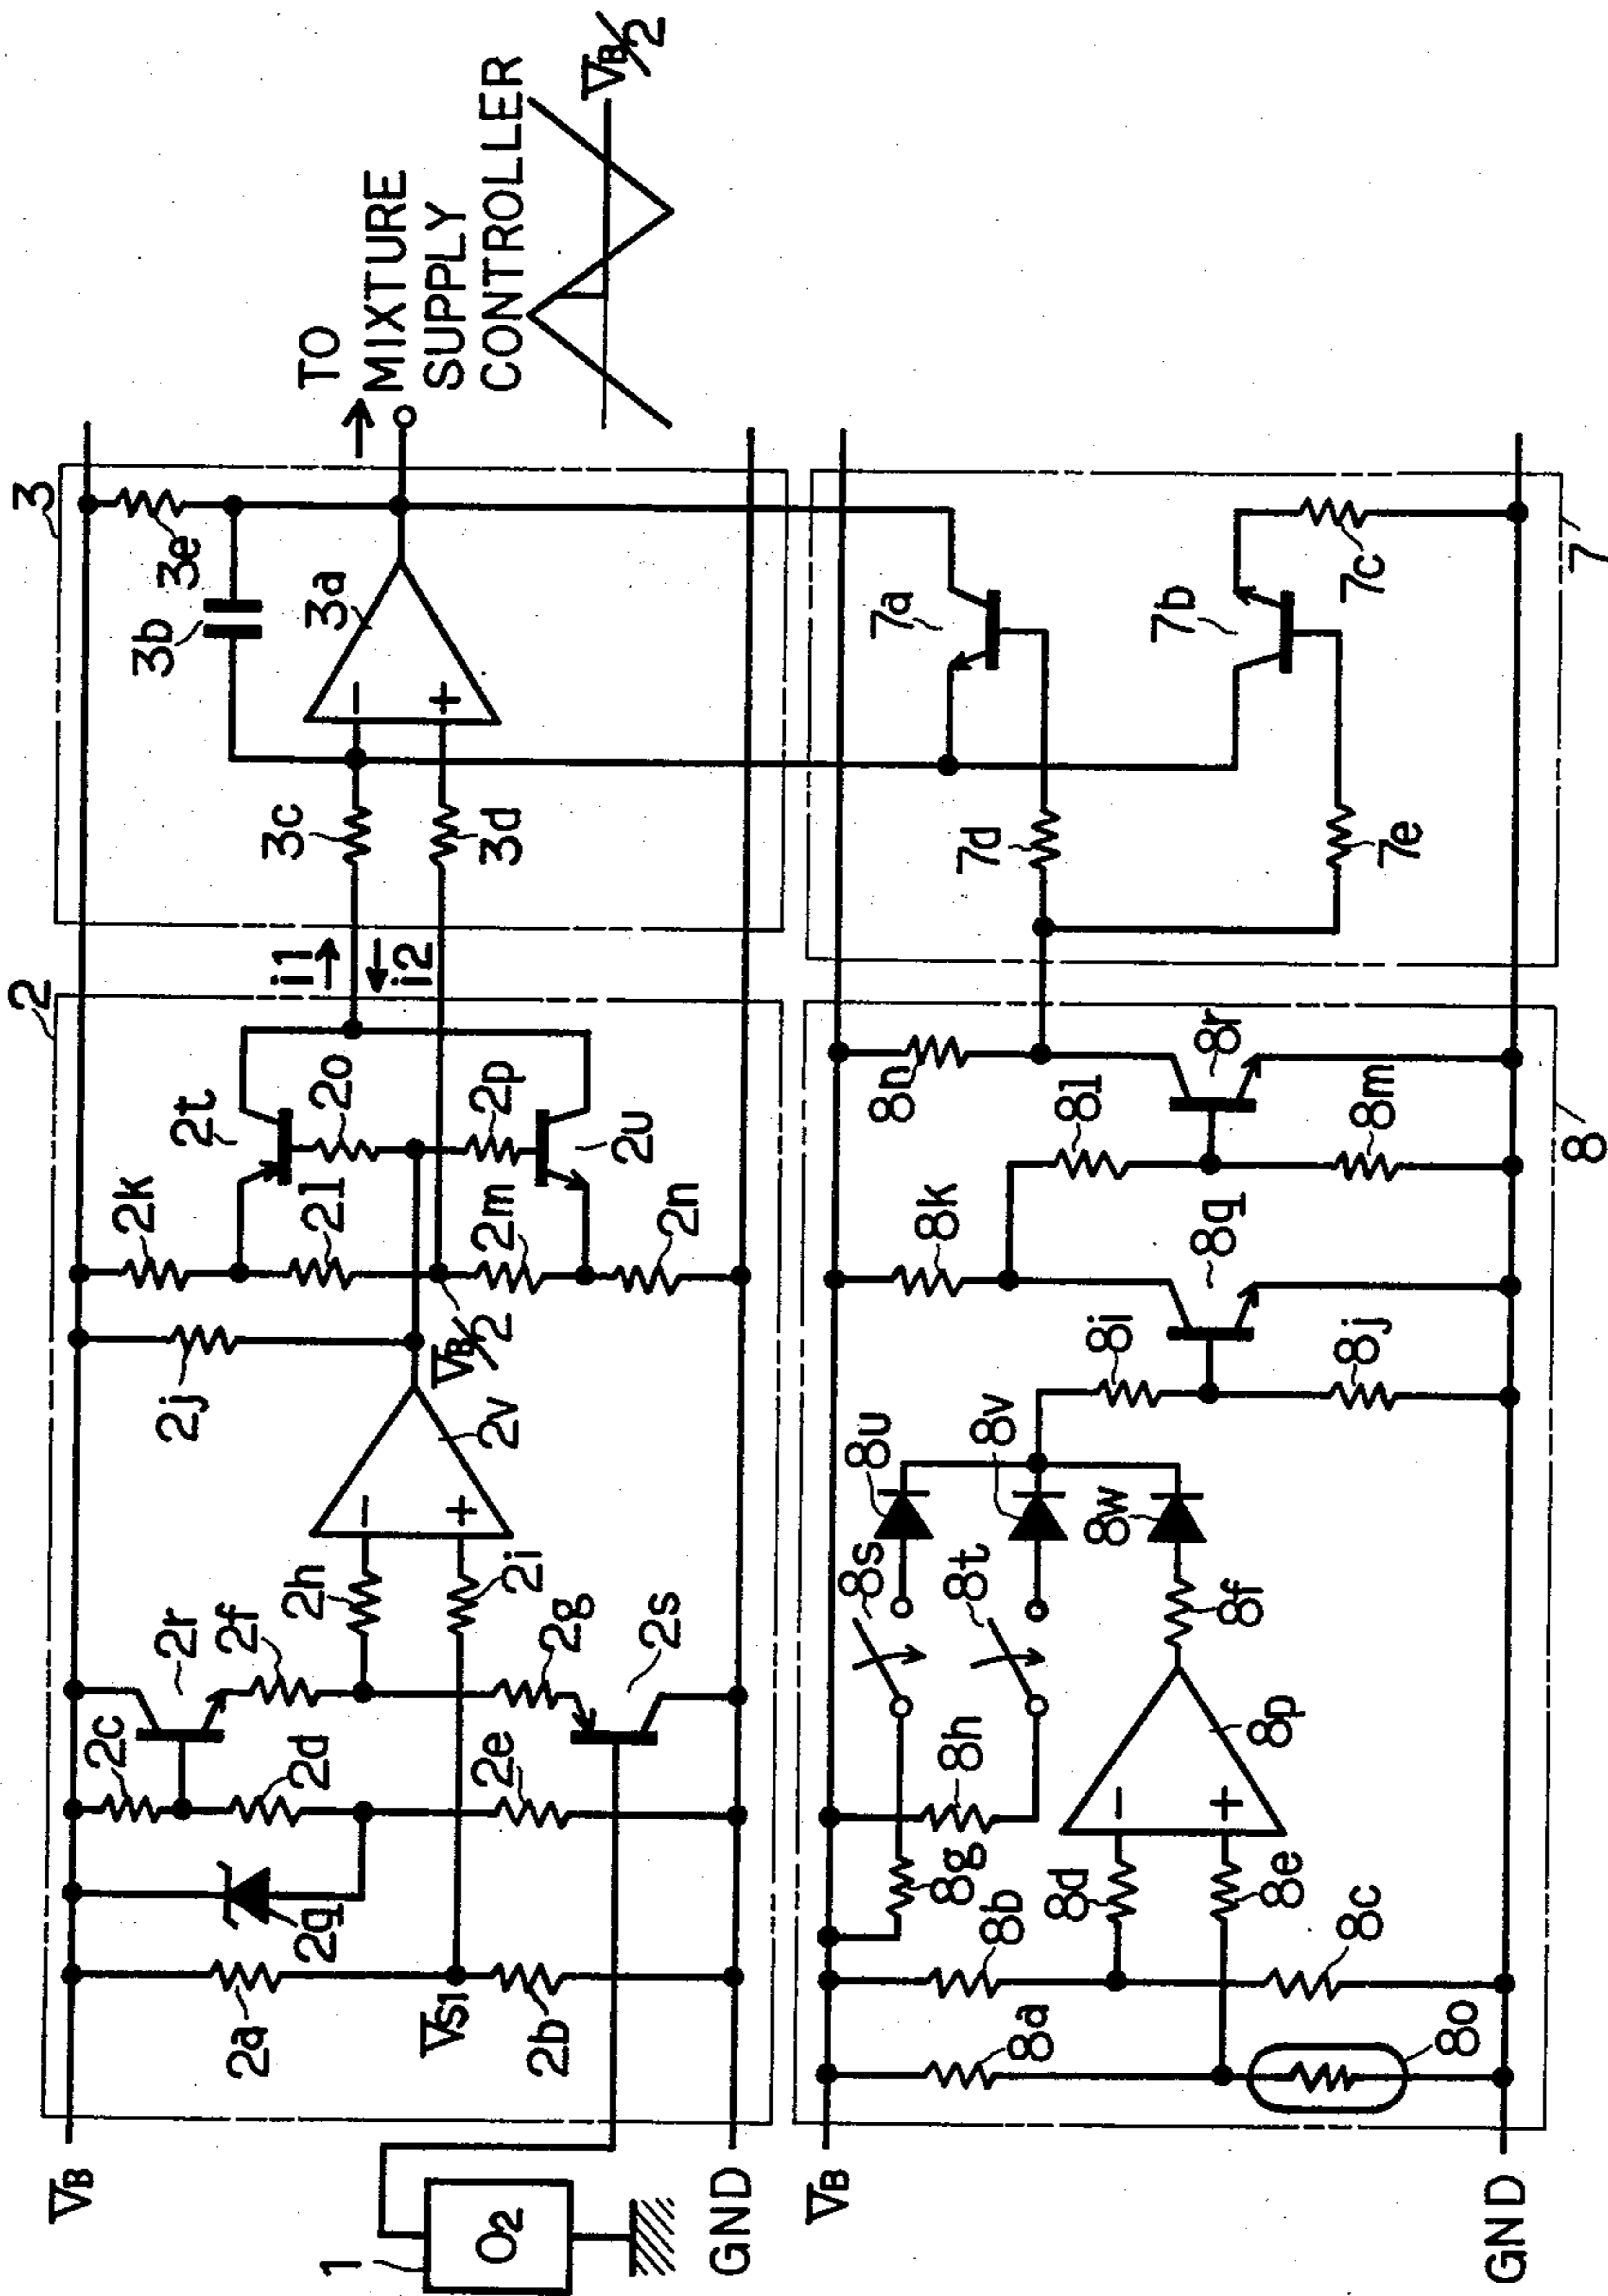 VB
1
O2
GND
2
2a
2b
VS1
2q
2c
2d
2e
2r
2f
2g
2s
2h
2i
2v
2j
VB/2
2k
2l
2m
2n
2t
2o
2p
2u
i1
i2
3
3c
3d
3b
3a
3e
TO
MIXTURE
SUPPLY
CONTROLLER
VB/2
VB
GND
8a
8o
8b
8c
8g
8d
8e
8h
8p
8s
8t
8f
8u
8v
8w
8i
8j
8k
8q
8l
8m
8n
8r
8
7d
7e
7a
7b
7c
7